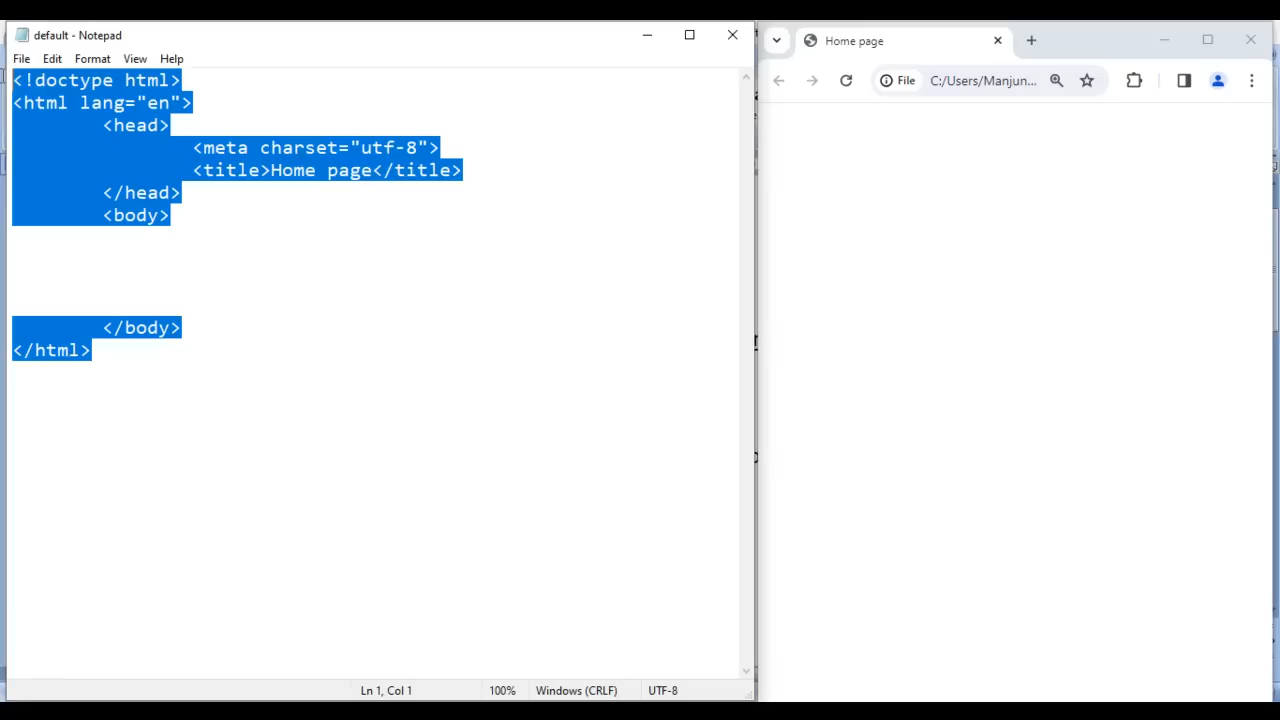 default - Notepad
File Edit Format View Help
<!doctype html>
<html lang="en">
<head>
<meta charset="utf-8">
<title>Home page</title>
</head>
<body>
</body>
</html>
Ln 1, Col 1 100% Windows (CRLF) UTF-8
Home page
File C:/Users/Manjun...